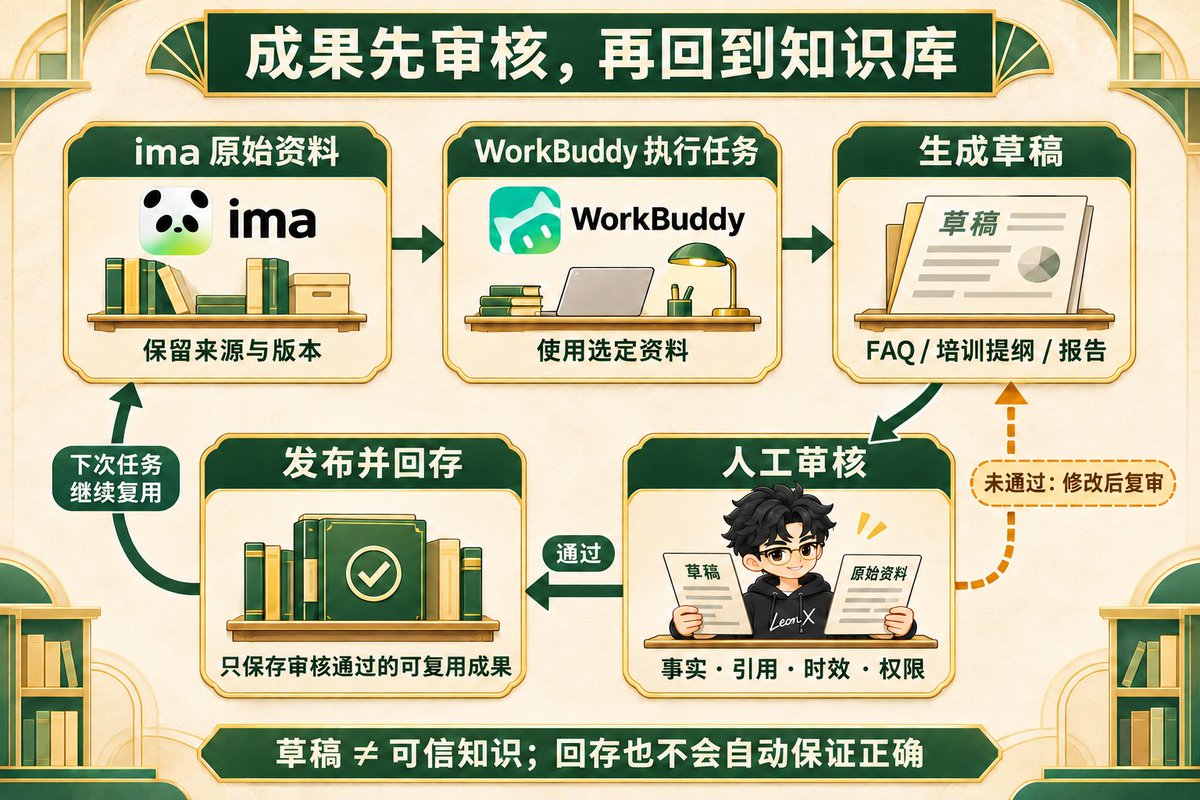 成果先审核，再回到知识库
ima 原始资料
ima
保留来源与版本
WorkBuddy 执行任务
WorkBuddy
使用选定资料
生成草稿
草稿
FAQ / 培训提纲 / 报告
下次任务
继续复用
发布并回存
只保存审核通过的可复用成果
通过
人工审核
草稿
原始资料
Leon X
事实 · 引用 · 时效 · 权限
未通过：修改后复审
草稿 ≠ 可信知识；回存也不会自动保证正确